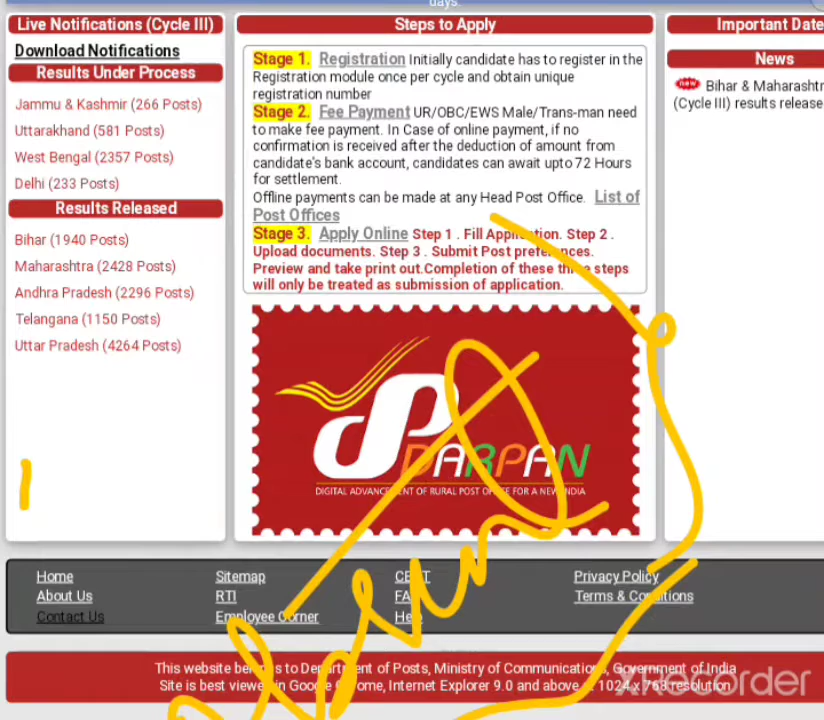 days.
Live Notifications (Cycle III)
Download Notifications
Results Under Process
Jammu & Kashmir (266 Posts)
Uttarakhand (581 Posts)
West Bengal (2357 Posts)
Delhi (233 Posts)
Results Released
Bihar (1940 Posts)
Maharashtra (2428 Posts)
Andhra Pradesh (2296 Posts)
Telangana (1150 Posts)
Uttar Pradesh (4264 Posts)
Steps to Apply
Stage 1. Registration Initially candidate has to register in the
Registration module once per cycle and obtain unique
registration number
Stage 2. Fee Payment UR/OBC/EWS Male/Trans-man need
to make fee payment. In Case of online payment, if no
confirmation is received after the deduction of amount from
candidate's bank account, candidates can await upto 72 Hours
for settlement.
Offline payments can be made at any Head Post Office. List of
Post Offices
Stage 3. Apply Online Step 1 . Fill Application. Step 2 .
Upload documents. Step 3 . Submit Post preferences.
Preview and take print out.Completion of these three steps
will only be treated as submission of application.
DARPAN
DIGITAL ADVANCEMENT OF RURAL POST OFFICE FOR A NEW INDIA
Important Date
News
new Bihar & Maharashtr
(Cycle III) results release
Home
About Us
Contact Us
Sitemap
RTI
Employee Corner
CEPT
FA
Help
Privacy Policy
Terms & Conditions
This website belongs to Department of Posts, Ministry of Communications, Government of India
Site is best viewed in Google Chrome, Internet Explorer 9.0 and above at 1024 x 768 resolution
XRecorder